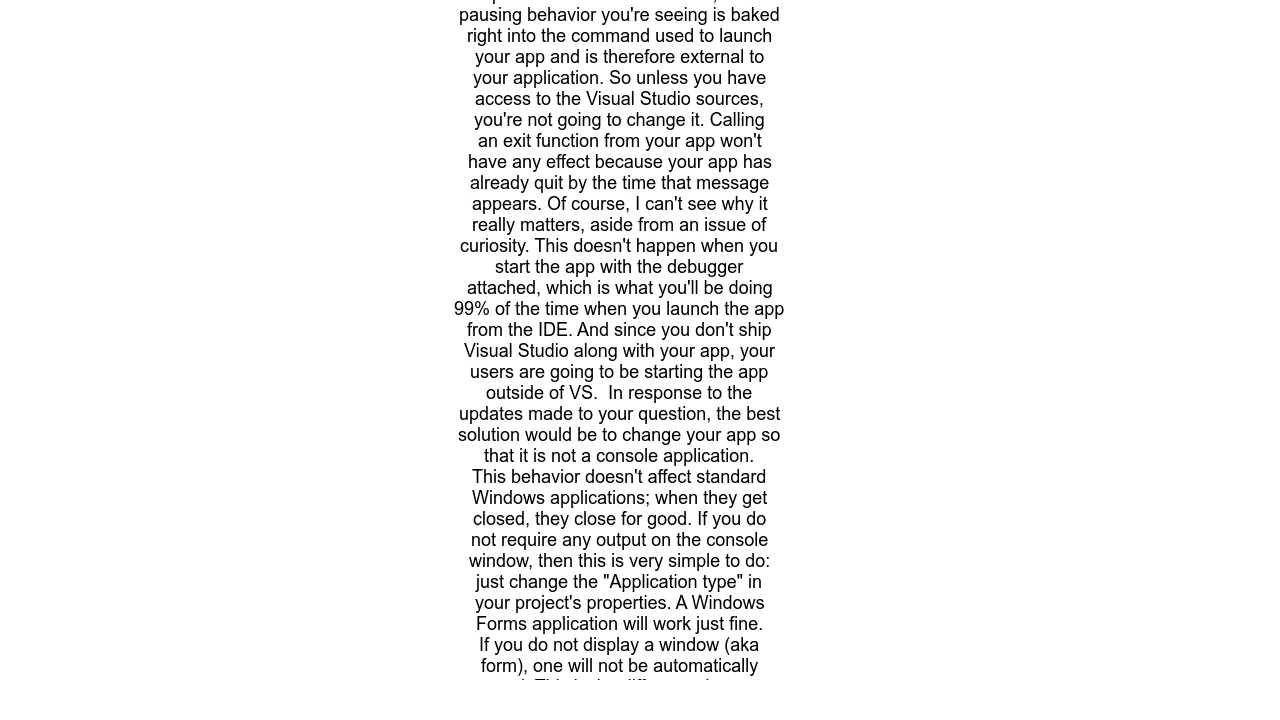 pausing behavior you're seeing is baked
right into the command used to launch
your app and is therefore external to
your application. So unless you have
access to the Visual Studio sources,
you're not going to change it. Calling
an exit function from your app won't
have any effect because your app has
already quit by the time that message
appears. Of course, I can't see why it
really matters, aside from an issue of
curiosity. This doesn't happen when you
start the app with the debugger
attached, which is what you'll be doing
99% of the time when you launch the app
from the IDE. And since you don't ship
Visual Studio along with your app, your
users are going to be starting the app
outside of VS.  In response to the
updates made to your question, the best
solution would be to change your app so
that it is not a console application.
This behavior doesn't affect standard
Windows applications; when they get
closed, they close for good. If you do
not require any output on the console
window, then this is very simple to do:
just change the "Application type" in
your project's properties. A Windows
Forms application will work just fine.
If you do not display a window (aka
form), one will not be automatically